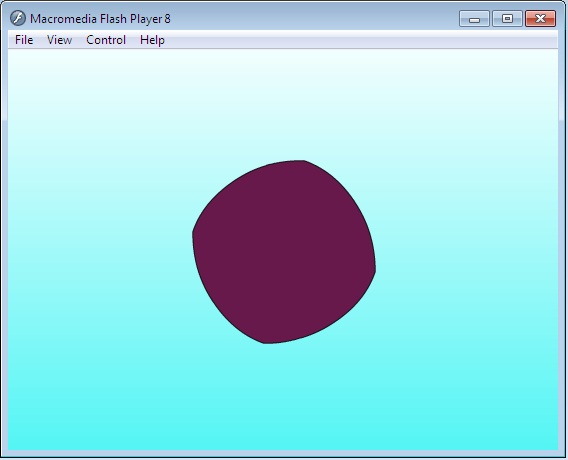 Macromedia Flash Player 8
File View Control Help